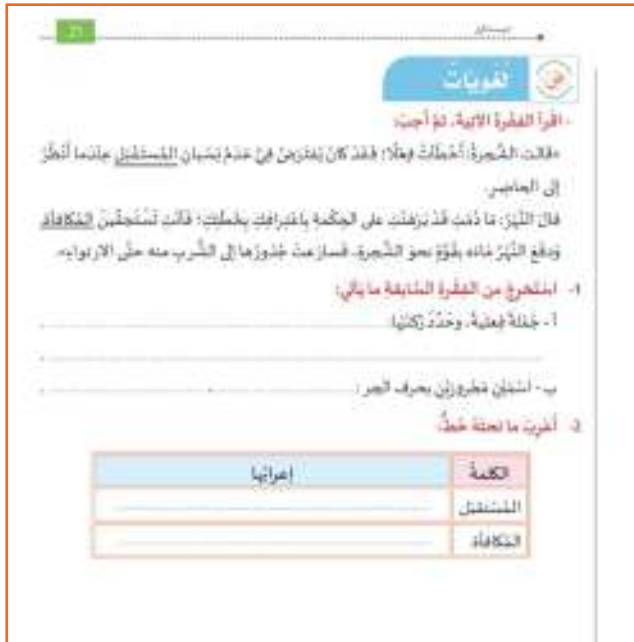 21
لغويات
- اقرأ الفقرة الآتية، ثم أجب:
«قالت الشجرة: أخطأت فعلًا؛ فقد كان يفترض في عدم نسيان المستقبل عندما أنظر
إلى الحاضر.
قال النهر: ما دمت قد برهنت على الحكمة باعترافك بخطئك؛ فأنت تستحقين المكافأة
ودفع النهر ماءه بقوة نحو الشجرة، فسارعت جذورها إلى الشرب منه حتى الارتواء».
1- استخرج من الفقرة السابقة ما يأتي:
أ - جملة فعلية، وحدد ركنيها
ب - اسمين مجرورين بحرف الجر:
2- أعرب ما تحته خط:
الكلمة إعرابها
المستقبل
المكافأة